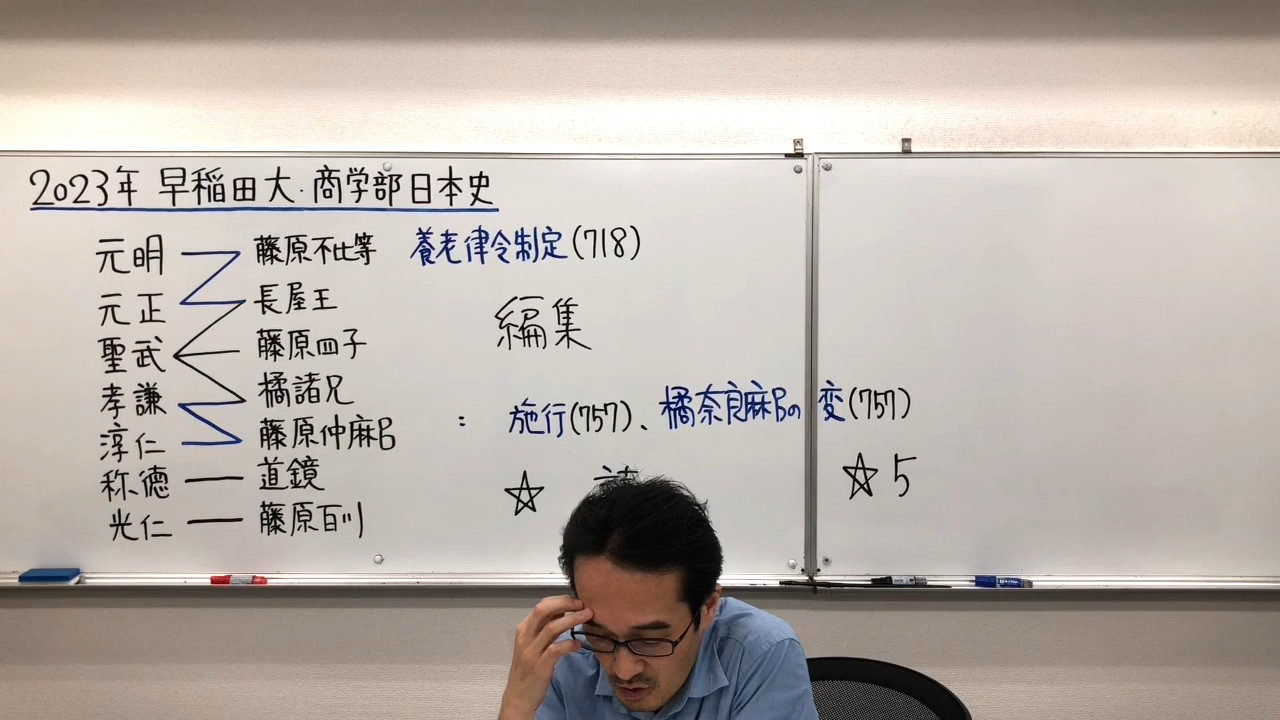 2023年 早稲田大・商学部日本史
元明 藤原不比等 養老律令制定(718)
元正 長屋王
編集
聖武 藤原四子
孝謙 橘諸兄
淳仁 藤原仲麻呂 : 施行(757)、橘奈良麻呂の変(757)
称徳 道鏡
☆ ☆5
光仁 藤原百川